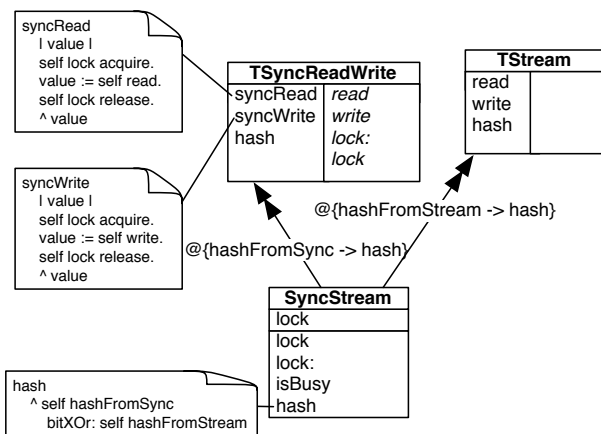 syncRead
| value |
self lock acquire.
value := self read.
self lock release.
^ value
syncWrite
| value |
self lock acquire.
value := self write.
self lock release.
^ value
TSyncReadWrite
syncRead
syncWrite
hash
read
write
lock:
lock
TStream
read
write
hash
@{hashFromStream -> hash}
@{hashFromSync -> hash}
SyncStream
lock
lock
lock:
isBusy
hash
hash
^ self hashFromSync
bitXOr: self hashFromStream